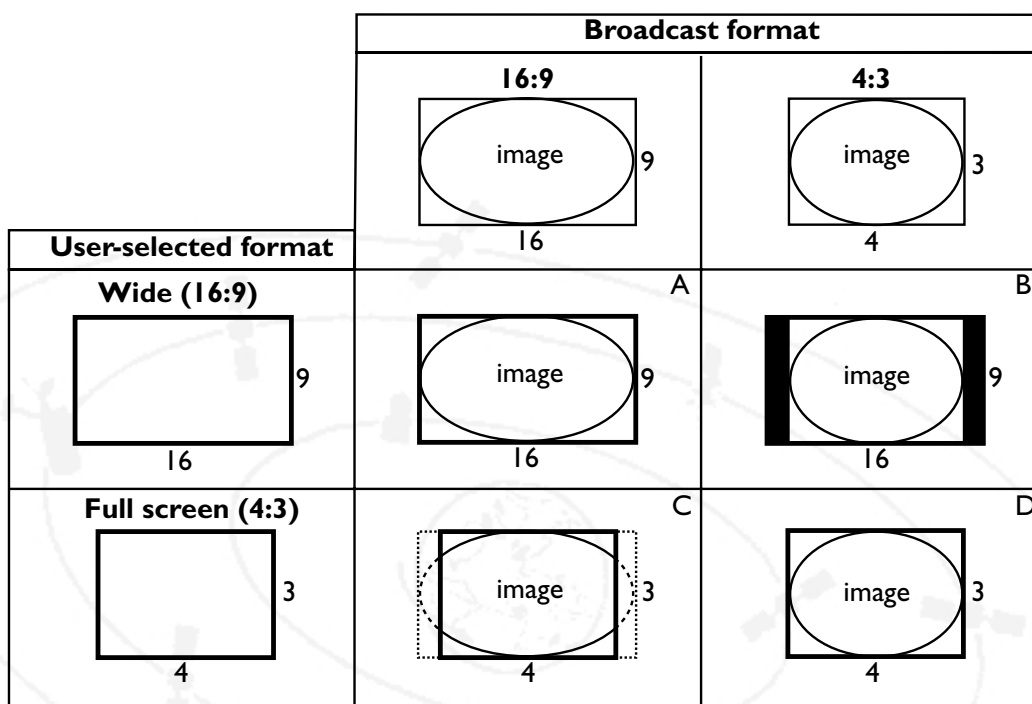 Broadcast format
16:9 4:3
image 9 image 3
16 4
User-selected format
Wide (16:9) A B
9 image 9 image 9
16 16 16
Full screen (4:3) C D
3 image 3 image 3
4 4 4